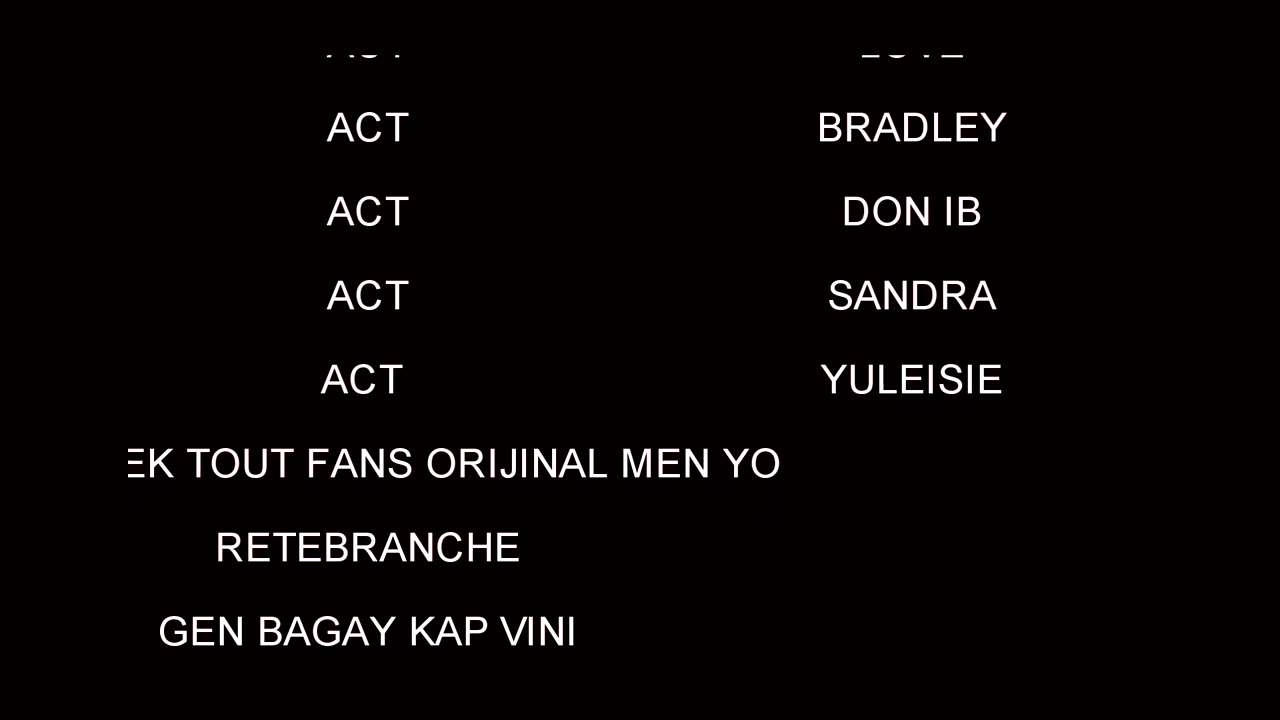 ACT BRADLEY
ACT DON IB
ACT SANDRA
ACT YULEISIE
EK TOUT FANS ORIJINAL MEN YO
RETEBRANCHE
GEN BAGAY KAP VINI